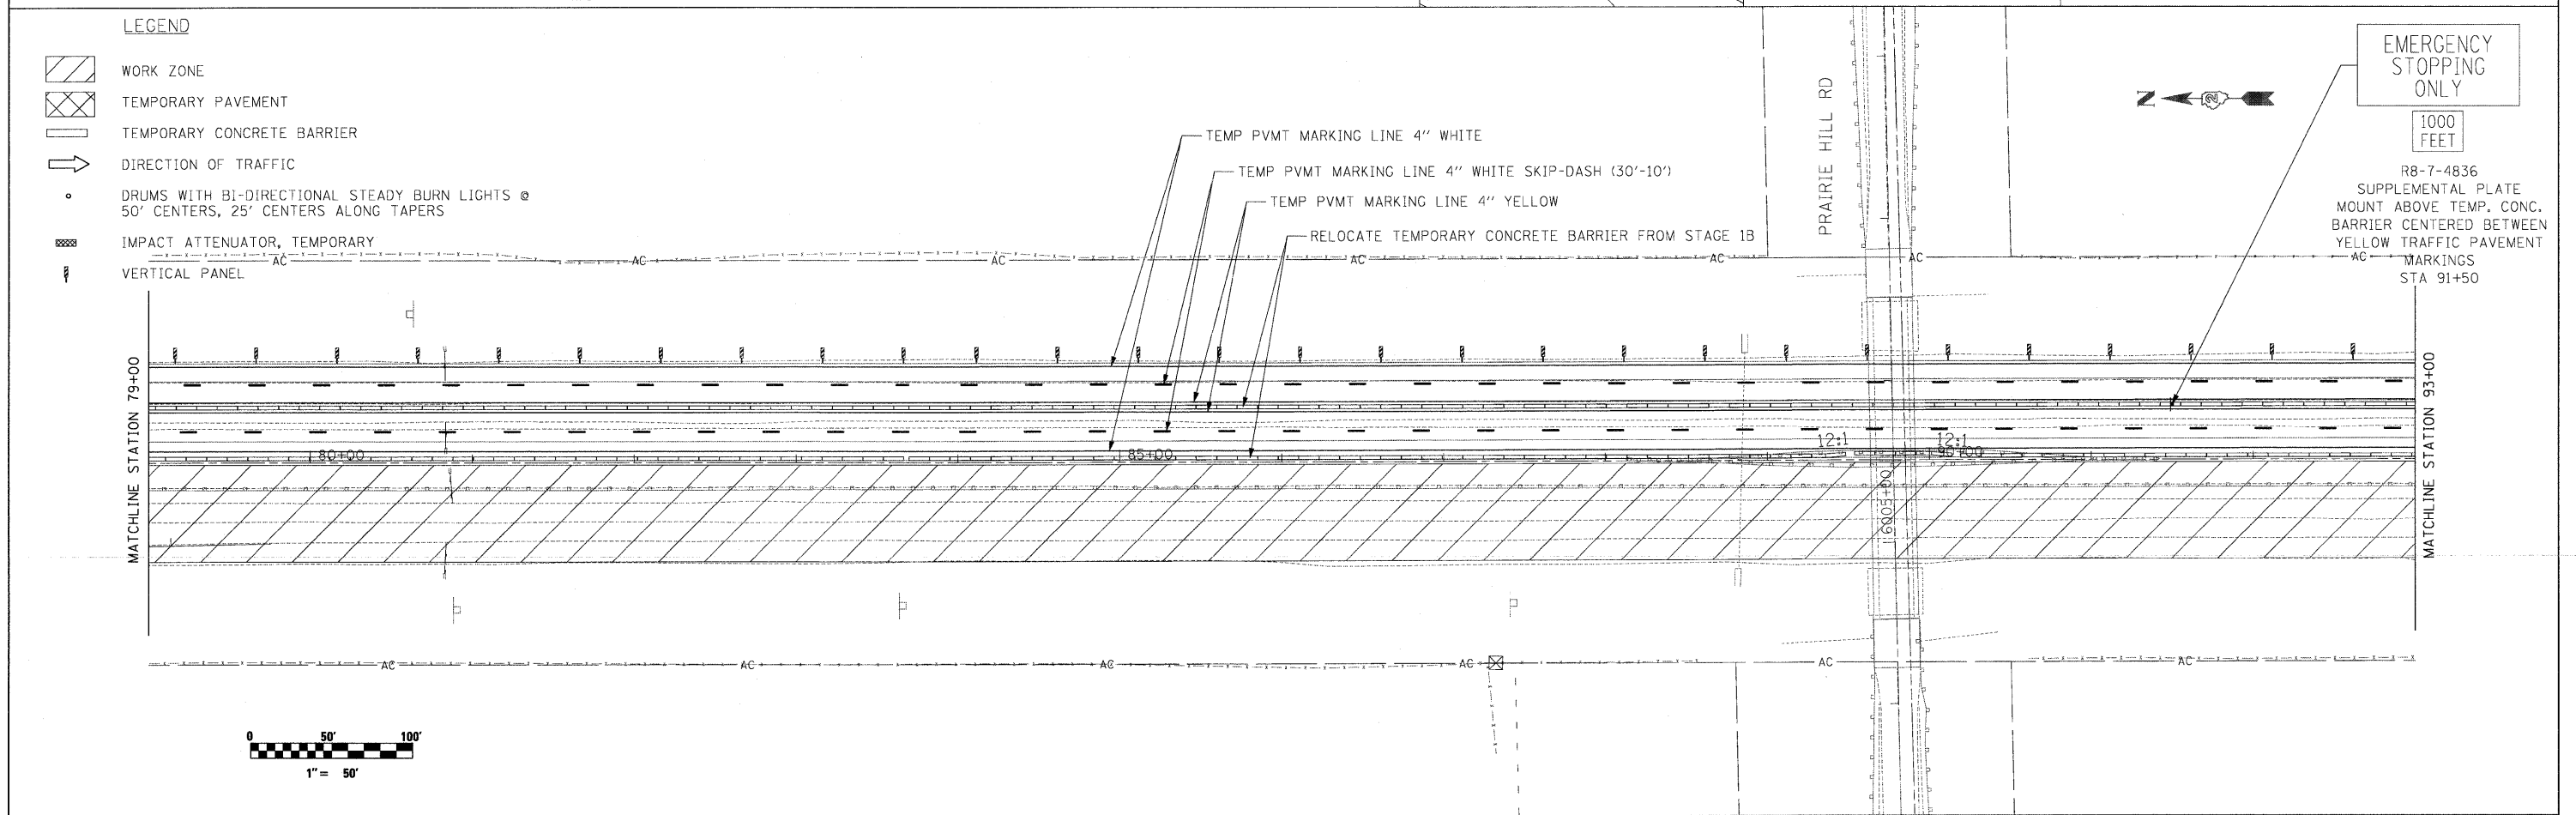 LEGEND
WORK ZONE
TEMPORARY PAVEMENT
TEMPORARY CONCRETE BARRIER
DIRECTION OF TRAFFIC
DRUMS WITH BI-DIRECTIONAL STEADY BURN LIGHTS @
50' CENTERS, 25' CENTERS ALONG TAPERS
IMPACT ATTENUATOR, TEMPORARY
VERTICAL PANEL
TEMP PVMT MARKING LINE 4" WHITE
TEMP PVMT MARKING LINE 4" WHITE SKIP-DASH (30'-10')
TEMP PVMT MARKING LINE 4" YELLOW
RELOCATE TEMPORARY CONCRETE BARRIER FROM STAGE 1B
PRAIRIE HILL RD
N
2
EMERGENCY
STOPPING
ONLY
1000
FEET
R8-7-4836
SUPPLEMENTAL PLATE
MOUNT ABOVE TEMP. CONC.
BARRIER CENTERED BETWEEN
YELLOW TRAFFIC PAVEMENT
MARKINGS
STA 91+50
AC AC AC AC AC AC AC
MATCHLINE STATION 79+00
MATCHLINE STATION 93+00
12:1 12:1
80+00 85+00 90+00
16005+00
AC AC AC AC AC AC
0 50' 100'
1" = 50'